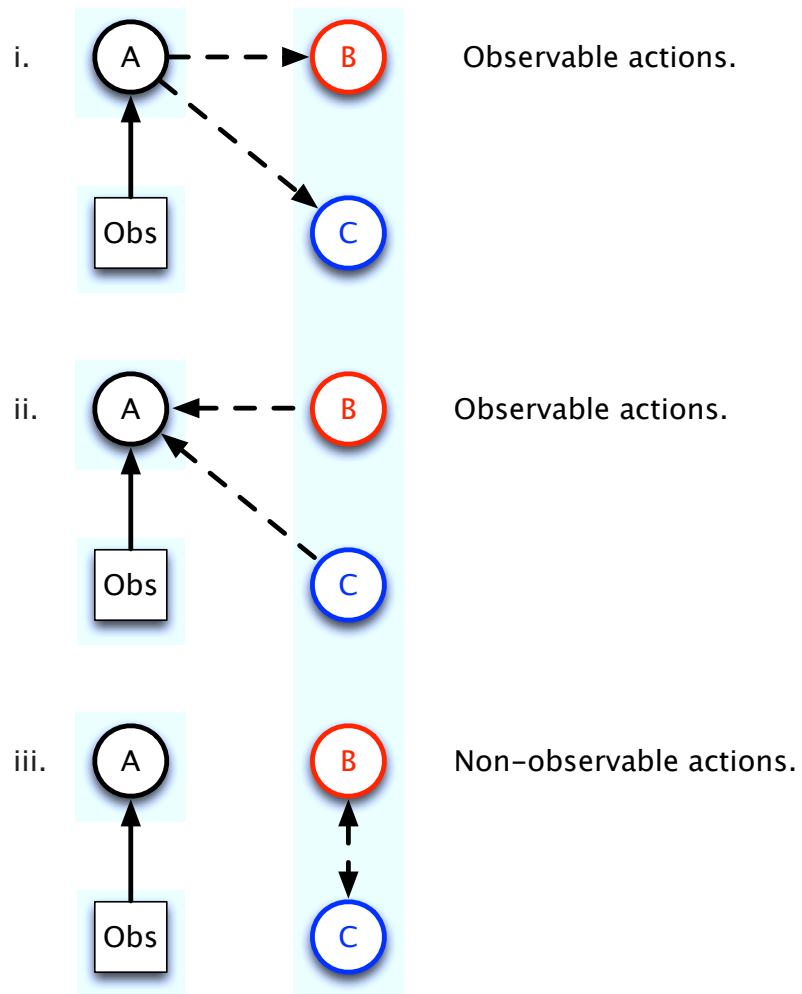 i. A B Observable actions.
Obs C
ii. A B Observable actions.
Obs C
iii. A B Non-observable actions.
Obs C